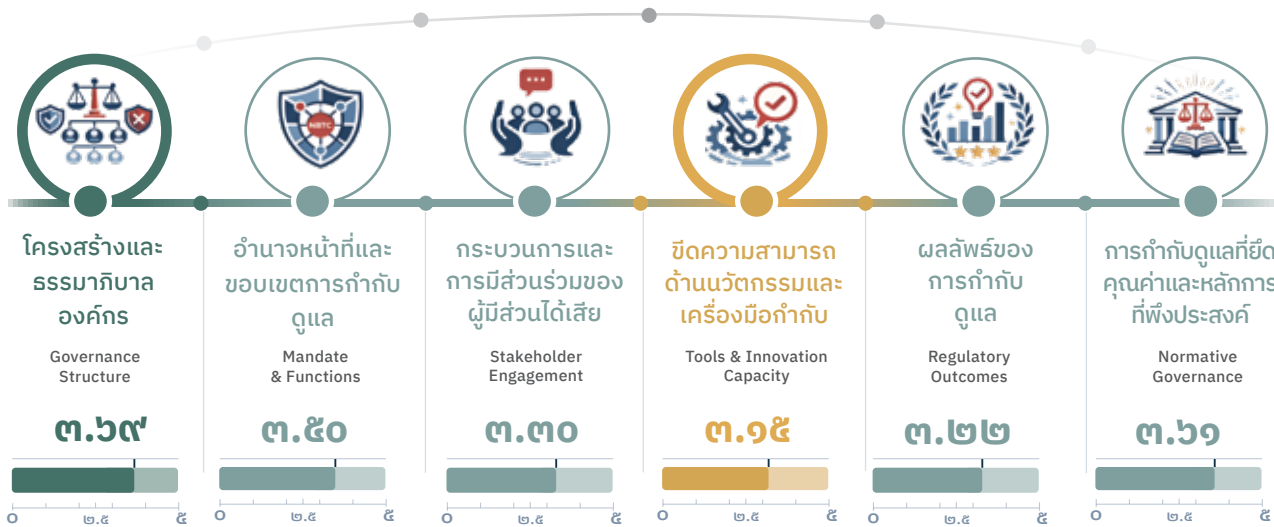 NBTC
โครงสร้างและ
ธรรมาภิบาล
องค์กร
Governance
Structure
๓.๖๙
๐ ๒.๕ ๕
อำนาจหน้าที่และ
ขอบเขตการกำกับ
ดูแล
Mandate
& Functions
๓.๕๐
๐ ๒.๕ ๕
กระบวนการและ
การมีส่วนร่วมของ
ผู้มีส่วนได้เสีย
Stakeholder
Engagement
๓.๓๐
๐ ๒.๕ ๕
ขีดความสามารถ
ด้านนวัตกรรมและ
เครื่องมือกำกับ
Tools & Innovation
Capacity
๓.๑๕
๐ ๒.๕ ๕
ผลลัพธ์ของ
การกำกับ
ดูแล
Regulatory
Outcomes
๓.๒๒
๐ ๒.๕ ๕
การกำกับดูแลที่ยึด
คุณค่าและหลักการ
ที่พึงประสงค์
Normative
Governance
๓.๖๑
๐ ๒.๕ ๕